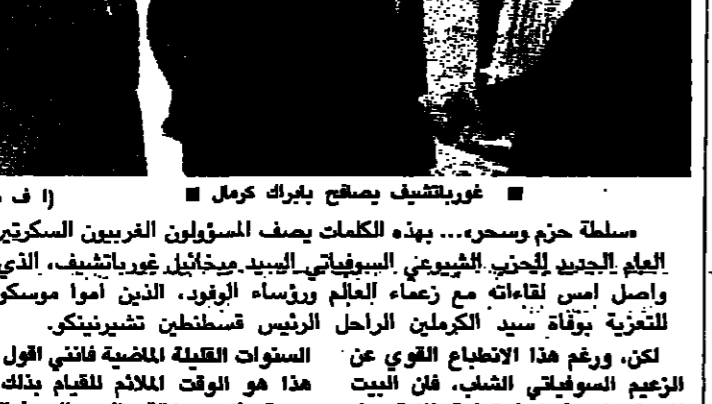 ■ غورباتشيف يصافح بابراك كرمال ■ (ا ف
«سلطة حزم وسحر»... بهذه الكلمات يصف المسؤولون الغربيون السكرتير
العام الجديد للحزب الشيوعي السوفياتي السيد ميخائيل غورباتشيف، الذي
واصل امس لقاءاته مع زعماء العالم ورؤساء الوفود، الذين أموا موسكو
للتعزية بوفاة سيد الكرملين الراحل الرئيس قسطنطين تشيرنينكو.
لكن، ورغم هذا الانطباع القوي عن
الزعيم السوفياتي الشاب، فان البيت
السنوات القليلة الماضية فانني اقول
هذا هو الوقت الملائم للقيام بذلك